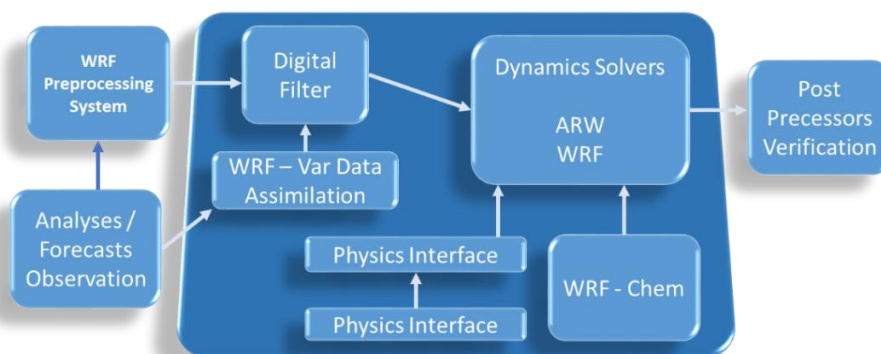 WRF
Preprocessing
System
Digital
Filter
Dynamics Solvers
ARW
WRF
Post
Precessors
Verification
WRF – Var Data
Assimilation
Analyses /
Forecasts
Observation
Physics Interface
WRF - Chem
Physics Interface